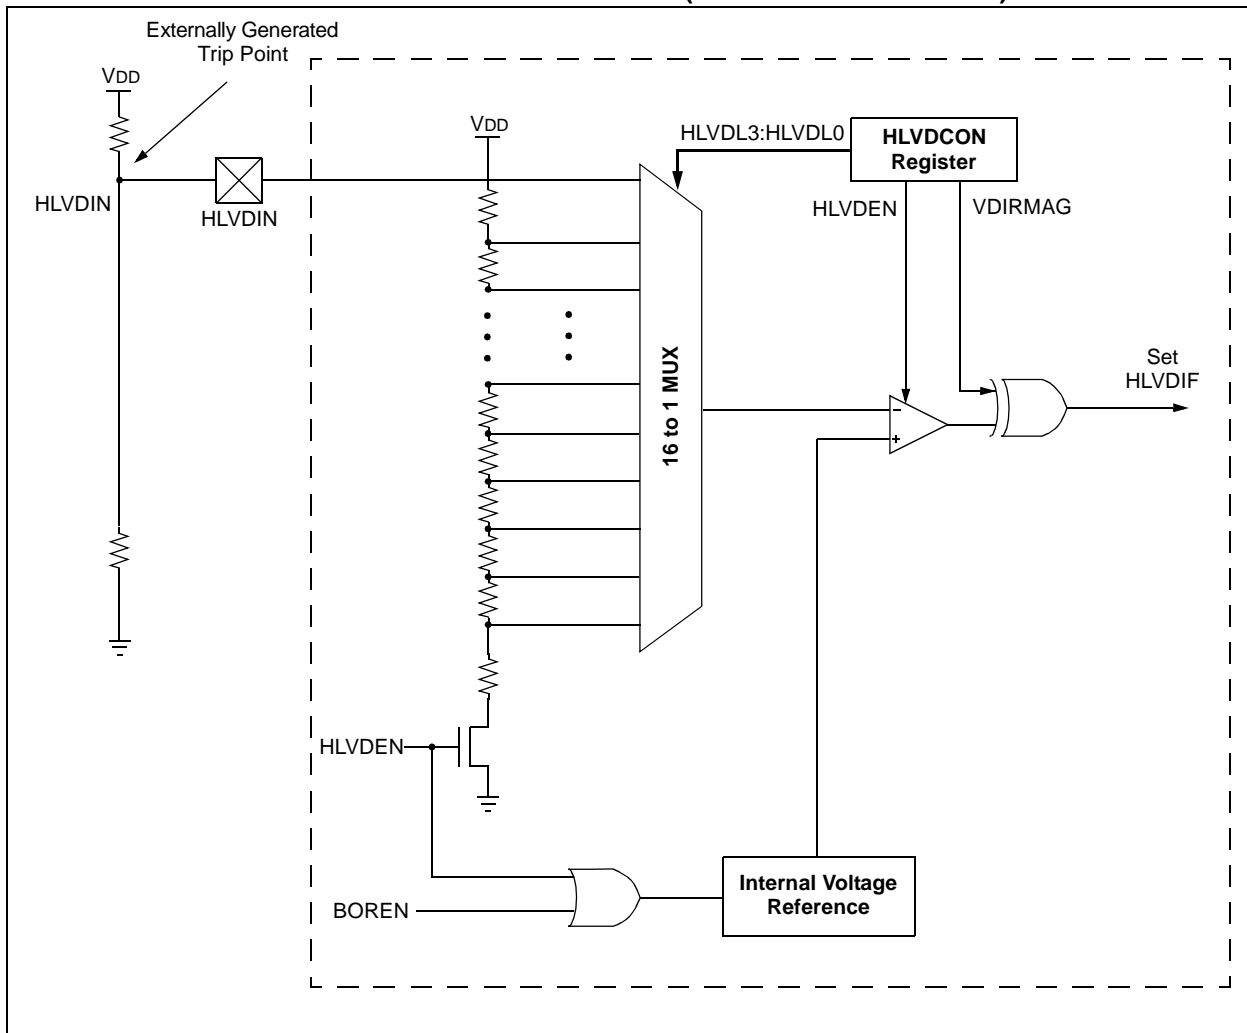 Externally Generated
Trip Point
VDD
HLVDIN
HLVDIN
VDD
HLVDL3:HLVDL0
HLVDCON
Register
HLVDEN
VDIRMAG
16 to 1 MUX
–
+
Set
HLVDIF
HLVDEN
BOREN
Internal Voltage
Reference